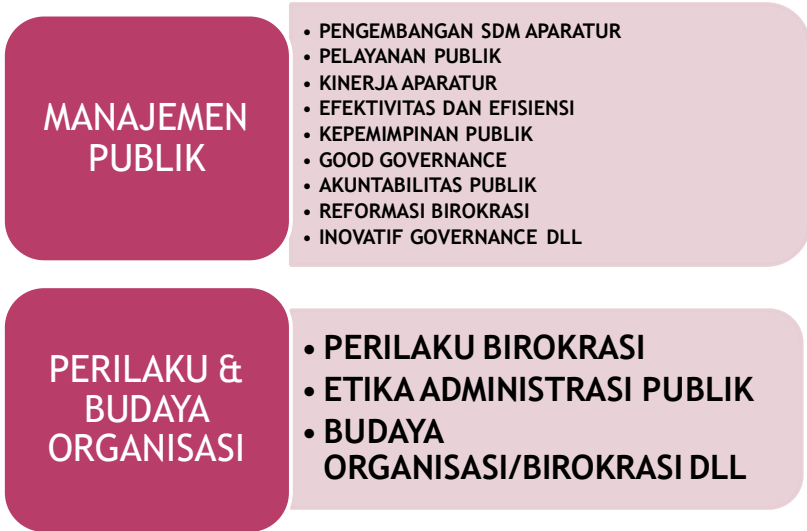 MANAJEMEN
PUBLIK
• PENGEMBANGAN SDM APARATUR
• PELAYANAN PUBLIK
• KINERJA APARATUR
• EFEKTIVITAS DAN EFISIENSI
• KEPEMIMPINAN PUBLIK
• GOOD GOVERNANCE
• AKUNTABILITAS PUBLIK
• REFORMASI BIROKRASI
• INOVATIF GOVERNANCE DLL
PERILAKU &
BUDAYA
ORGANISASI
• PERILAKU BIROKRASI
• ETIKA ADMINISTRASI PUBLIK
• BUDAYA
ORGANISASI/BIROKRASI DLL